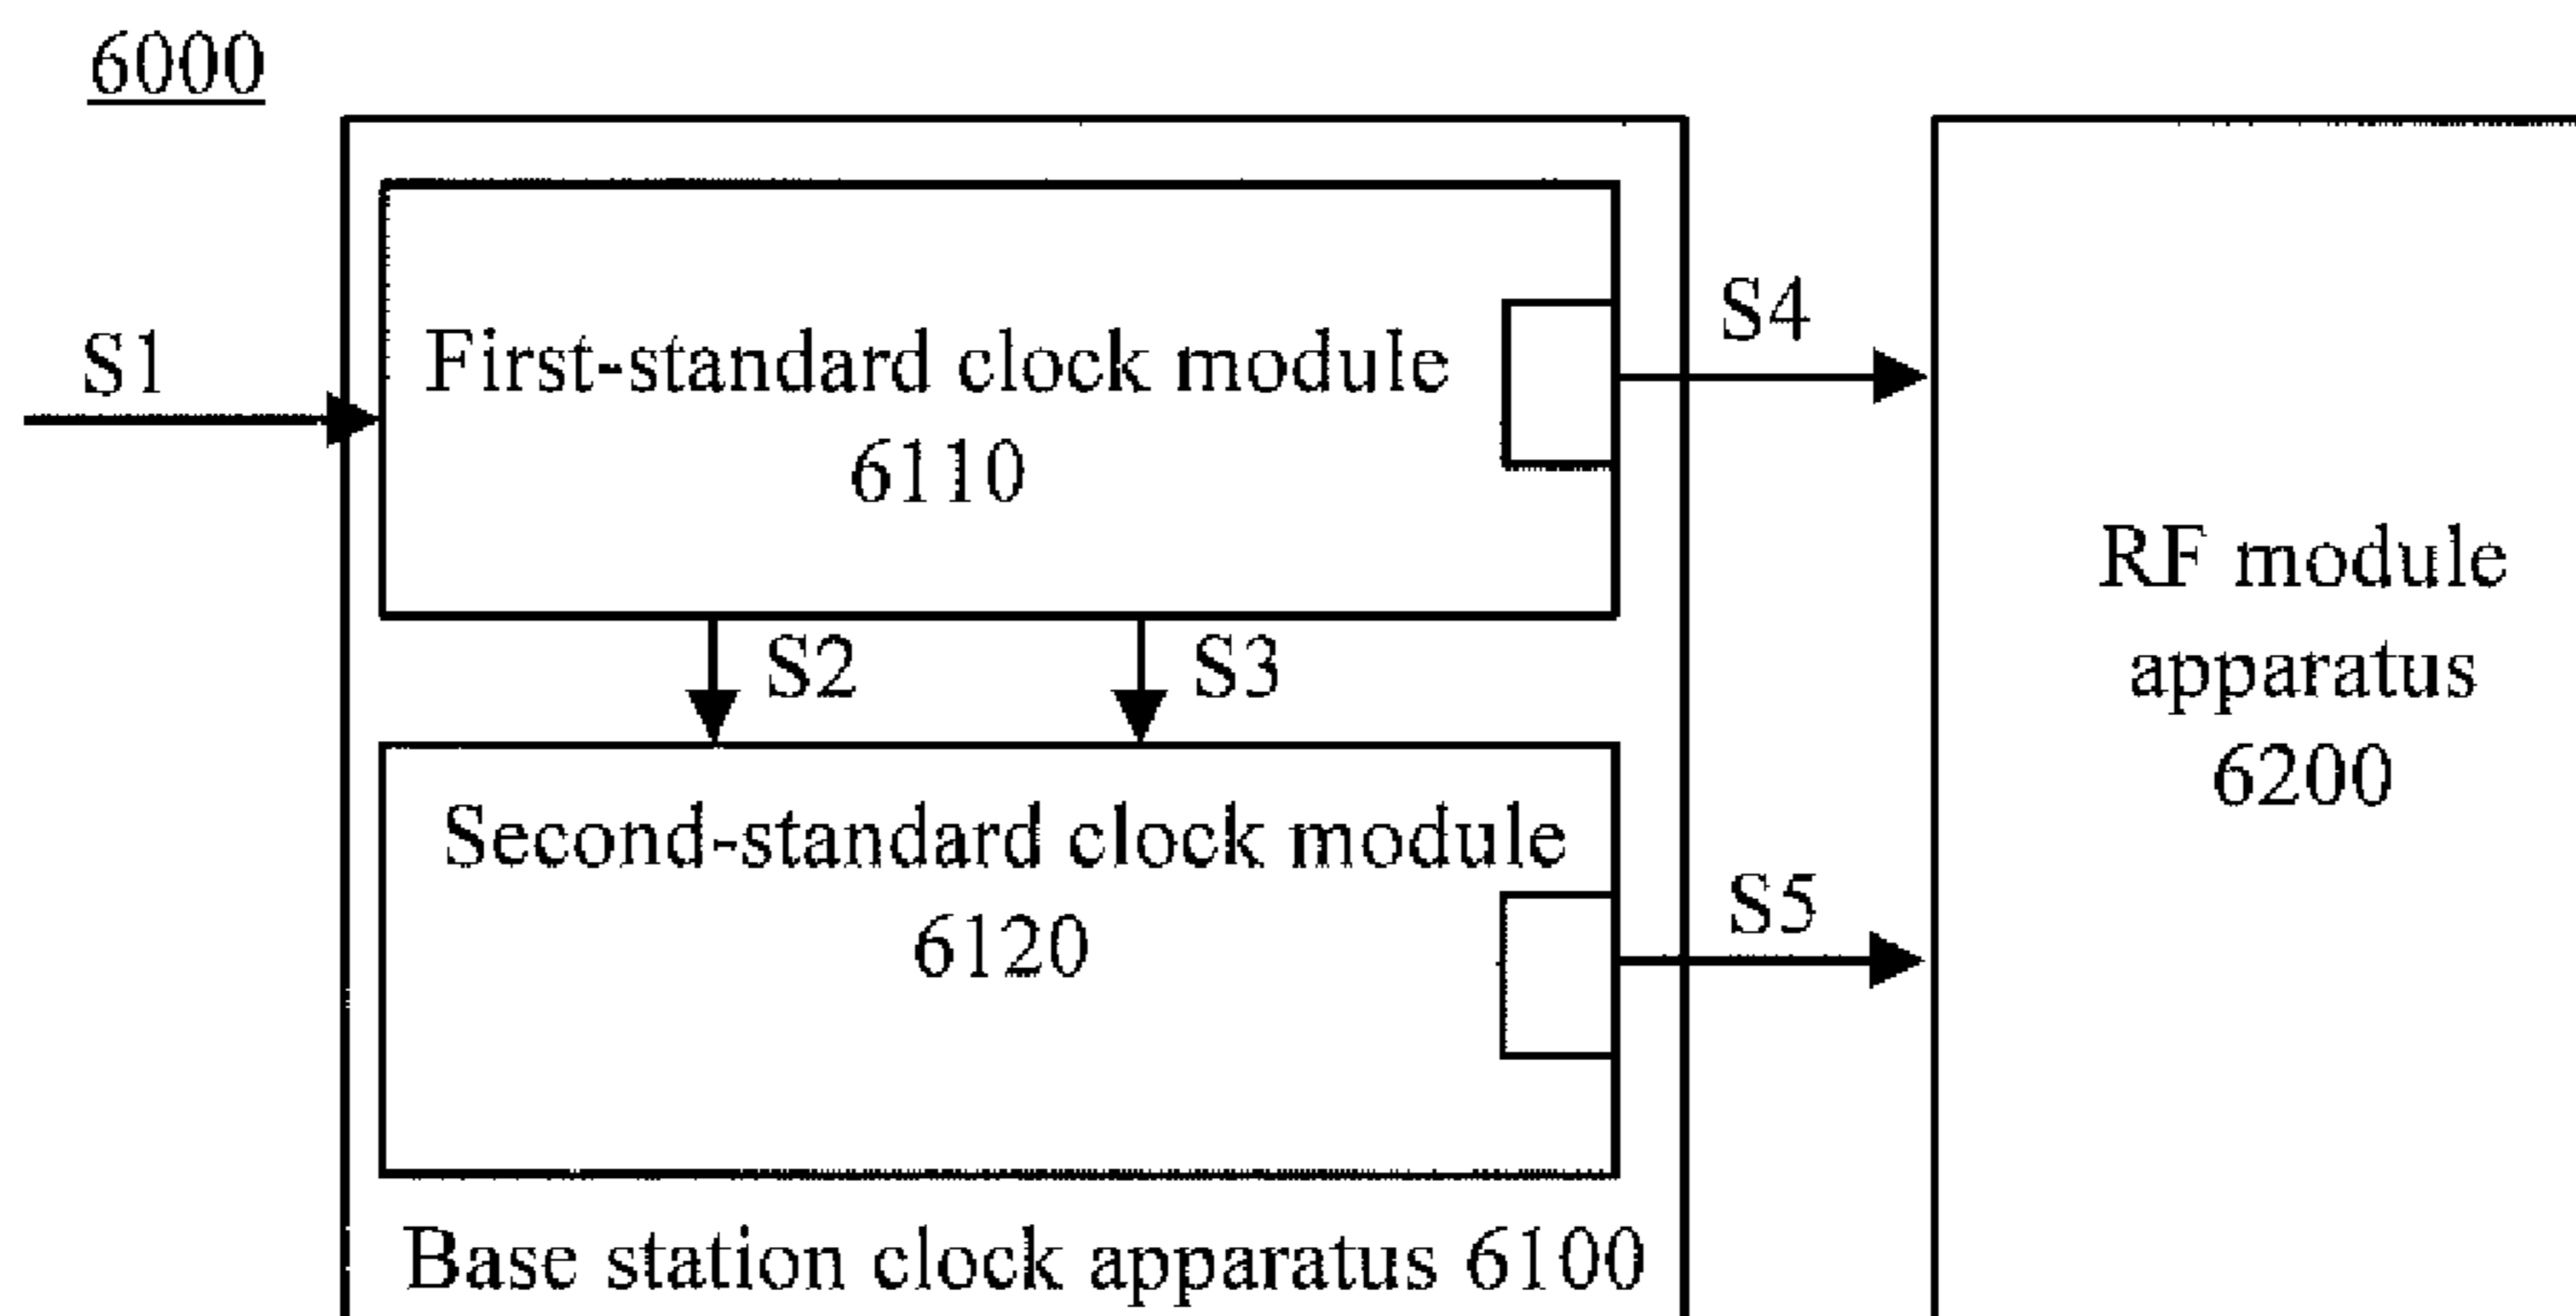 6000
S1
First-standard clock module
6110
S4
S2
S3
RF module
apparatus
6200
Second-standard clock module
6120
S5
Base station clock apparatus 6100